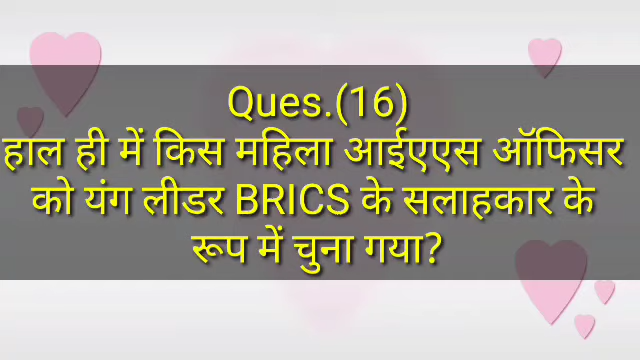 Ques.(16)
हाल ही में किस महिला आईएएस ऑफिसर
को यंग लीडर BRICS के सलाहकार के
रूप में चुना गया?